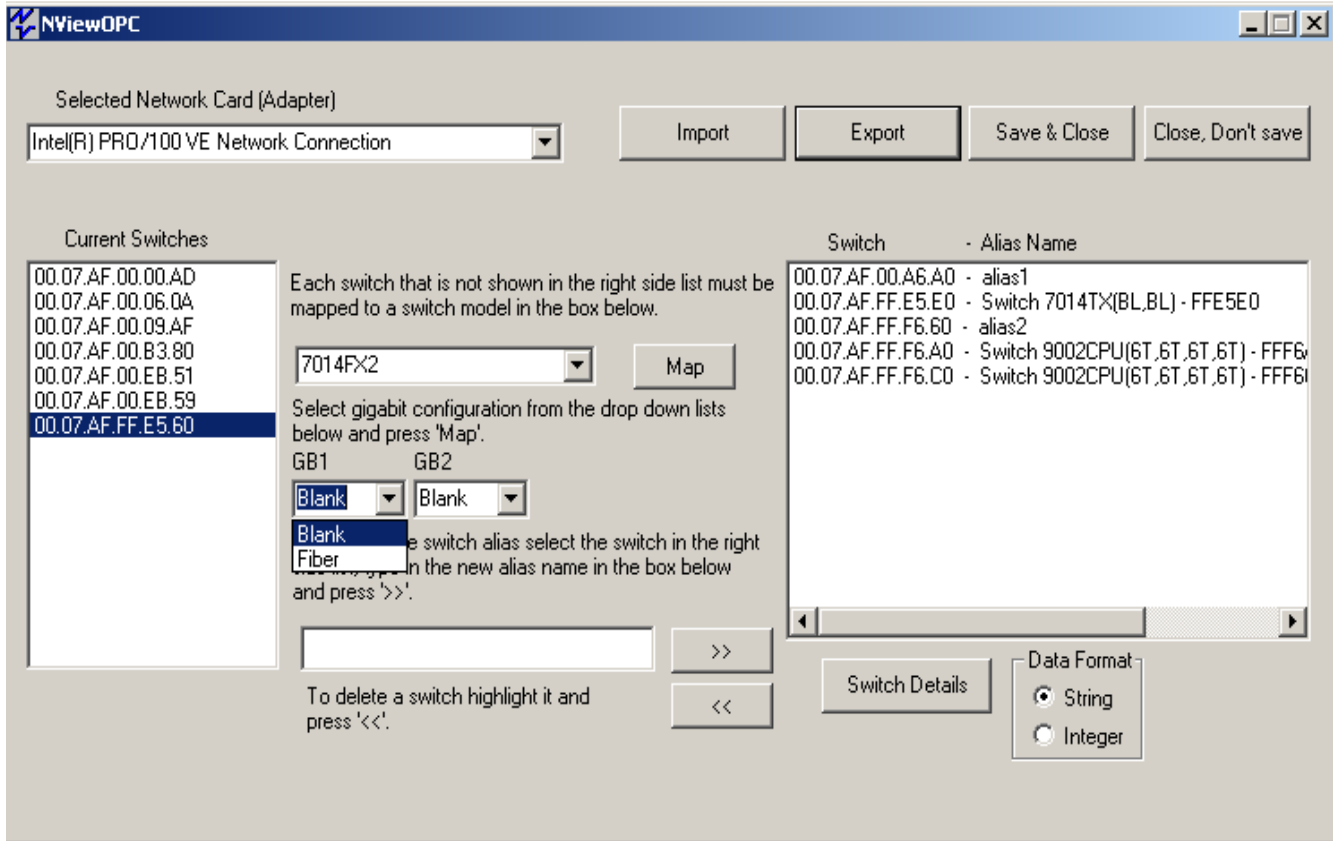 NViewOPC
Selected Network Card (Adapter)
Intel(R) PRO/100 VE Network Connection
Import
Export
Save & Close
Close, Don't save
Current Switches
00.07.AF.00.00.AD
00.07.AF.00.06.0A
00.07.AF.00.09.AF
00.07.AF.00.B3.80
00.07.AF.00.EB.51
00.07.AF.00.EB.59
00.07.AF.FF.E5.60
Each switch that is not shown in the right side list must be
mapped to a switch model in the box below.
7014FX2
Map
Select gigabit configuration from the drop down lists
below and press 'Map'.
GB1 GB2
Blank Blank
Blank
Fiber
e switch alias select the switch in the right
in the new alias name in the box below
and press '>>'.
>>
To delete a switch highlight it and
press '<<'.
<<
Switch - Alias Name
00.07.AF.00.A6.A0 - alias1
00.07.AF.FF.E5.E0 - Switch 7014TX(BL,BL) - FFE5E0
00.07.AF.FF.F6.60 - alias2
00.07.AF.FF.F6.A0 - Switch 9002CPU(6T,6T,6T,6T) - FFF6
00.07.AF.FF.F6.C0 - Switch 9002CPU(6T,6T,6T,6T) - FFF6
Switch Details
Data Format
String
Integer